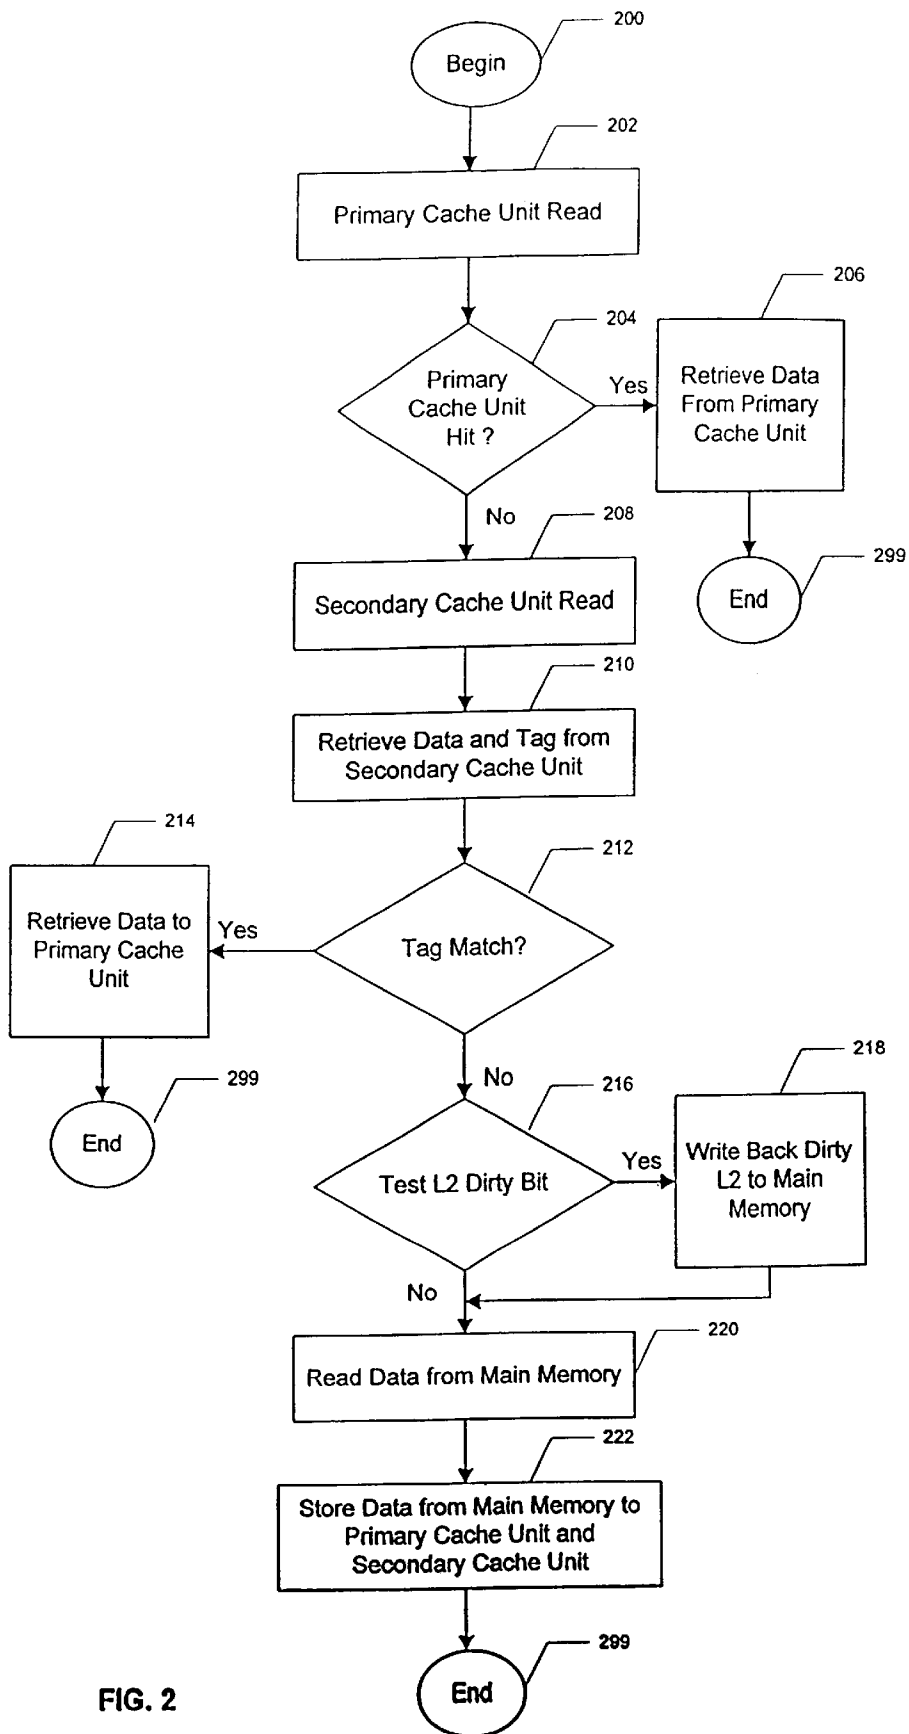 200
Begin
202
Primary Cache Unit Read
206
204
Primary
Cache Unit
Hit ?
Yes
Retrieve Data
From Primary
Cache Unit
No
208
299
Secondary Cache Unit Read
End
210
Retrieve Data and Tag from
Secondary Cache Unit
214
212
Retrieve Data to
Primary Cache
Unit
Yes
Tag Match?
299
No
218
216
End
Test L2 Dirty Bit
Yes
Write Back Dirty
L2 to Main
Memory
No
220
Read Data from Main Memory
222
Store Data from Main Memory to
Primary Cache Unit and
Secondary Cache Unit
299
End
FIG. 2